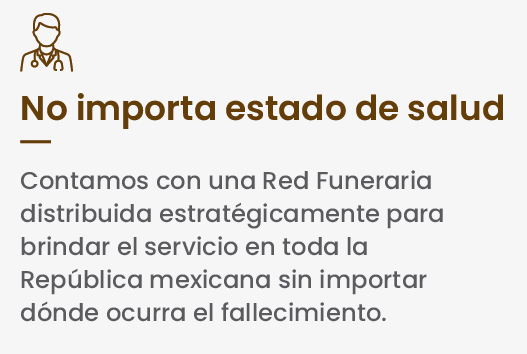 No importa estado de salud
Contamos con una Red Funeraria
distribuida estratégicamente para
brindar el servicio en toda la
República mexicana sin importar
dónde ocurra el fallecimiento.